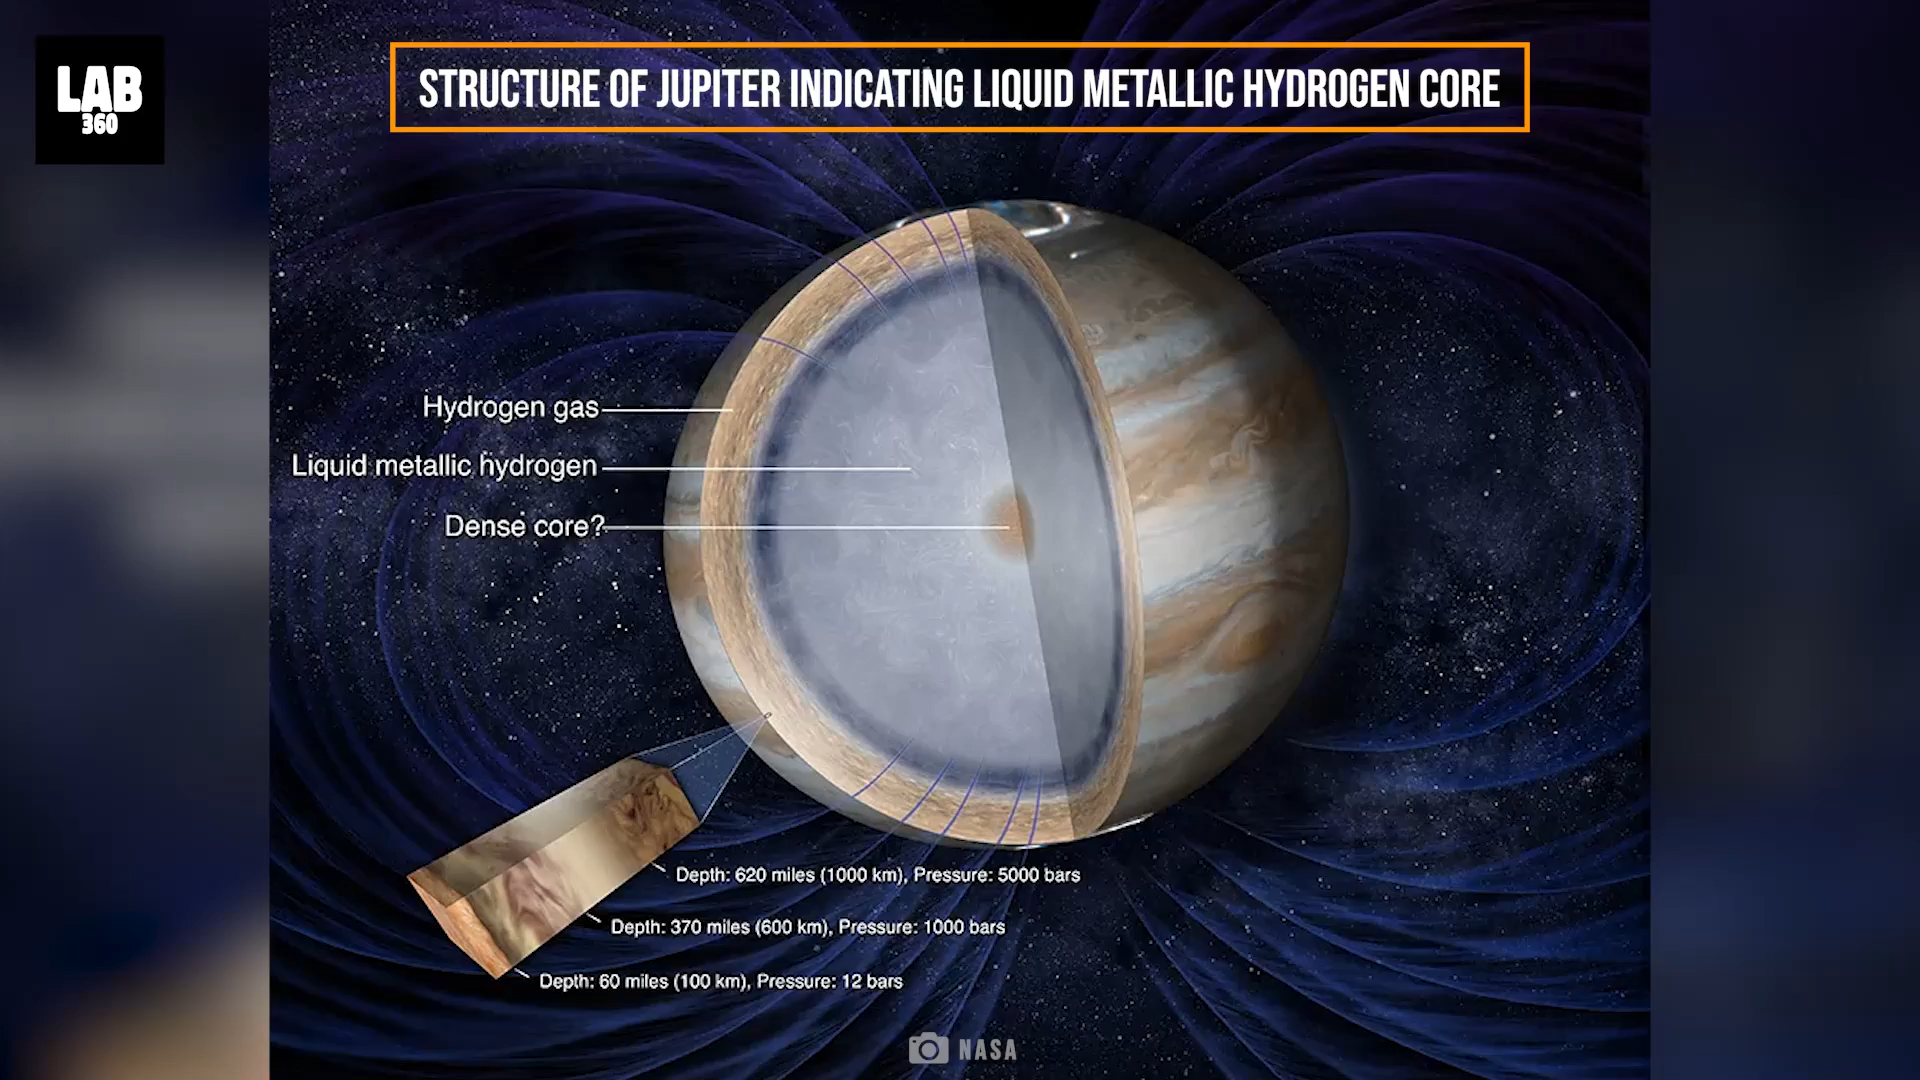 LAB
360
STRUCTURE OF JUPITER INDICATING LIQUID METALLIC HYDROGEN CORE
Hydrogen gas
Liquid metallic hydrogen
Dense core?
Depth: 620 miles (1000 km), Pressure: 5000 bars
Depth: 370 miles (600 km), Pressure: 1000 bars
Depth: 60 miles (100 km), Pressure: 12 bars
NASA